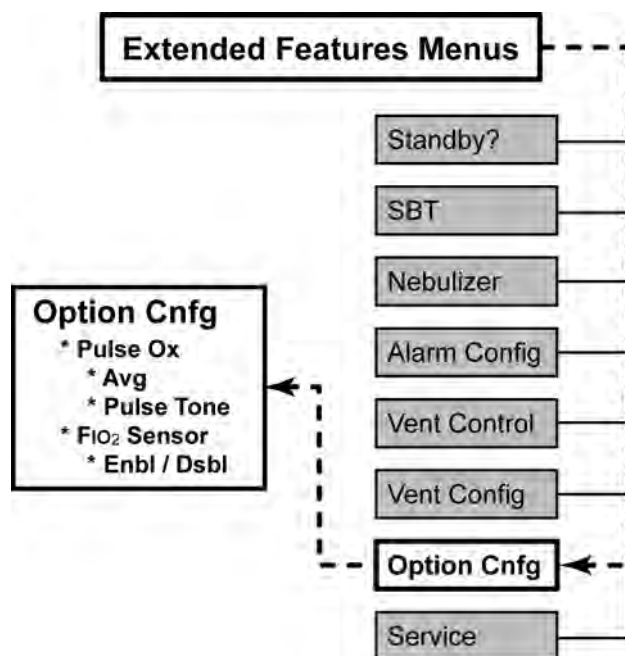 Extended Features Menus
Standby?
SBT
Nebulizer
Alarm Config
Vent Control
Vent Config
Option Cnfg
Service
Option Cnfg
* Pulse Ox
* Avg
* Pulse Tone
* FIO2 Sensor
* Enbl / Dsbl